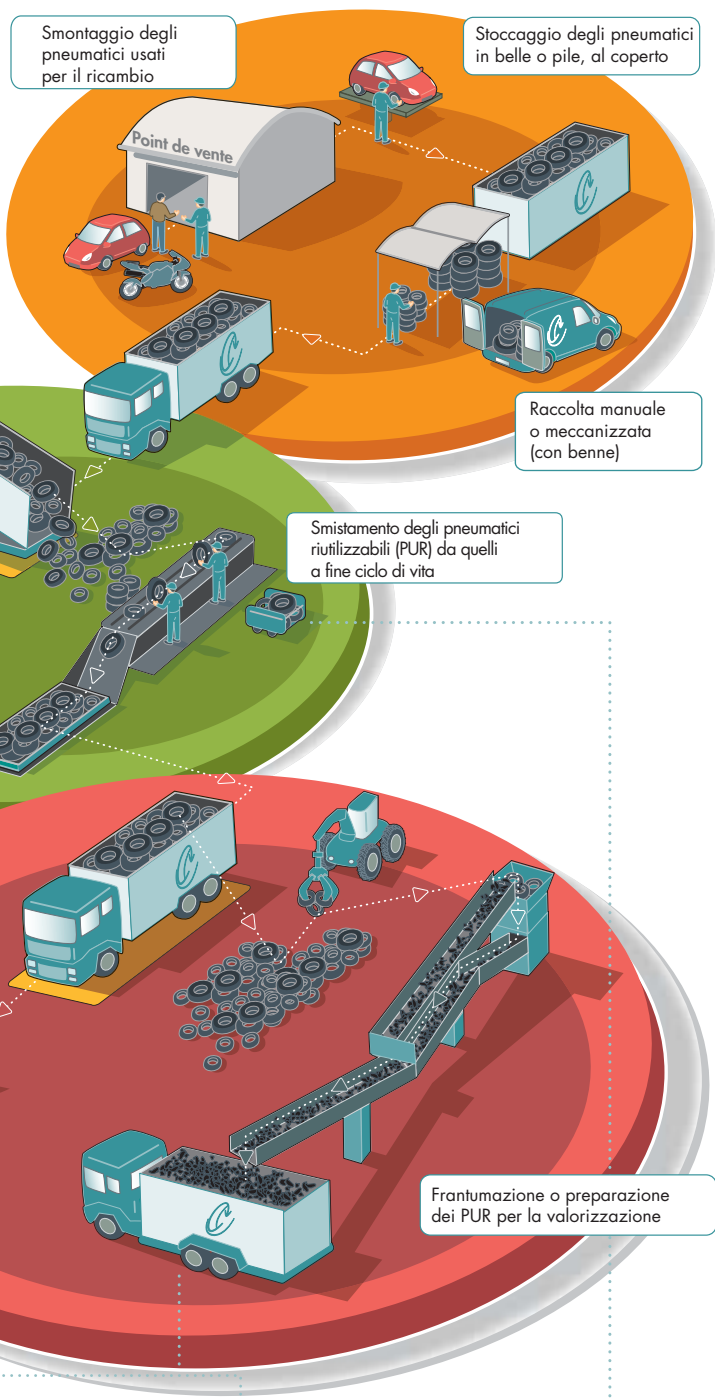 Smontaggio degli
pneumatici usati
per il ricambio
Stoccaggio degli pneumatici
in belle o pile, al coperto
Point de vente
Raccolta manuale
o meccanizzata
(con benne)
Smistamento degli pneumatici
riutilizzabili (PUR) da quelli
a fine ciclo di vita
Frantumazione o preparazione
dei PUR per la valorizzazione